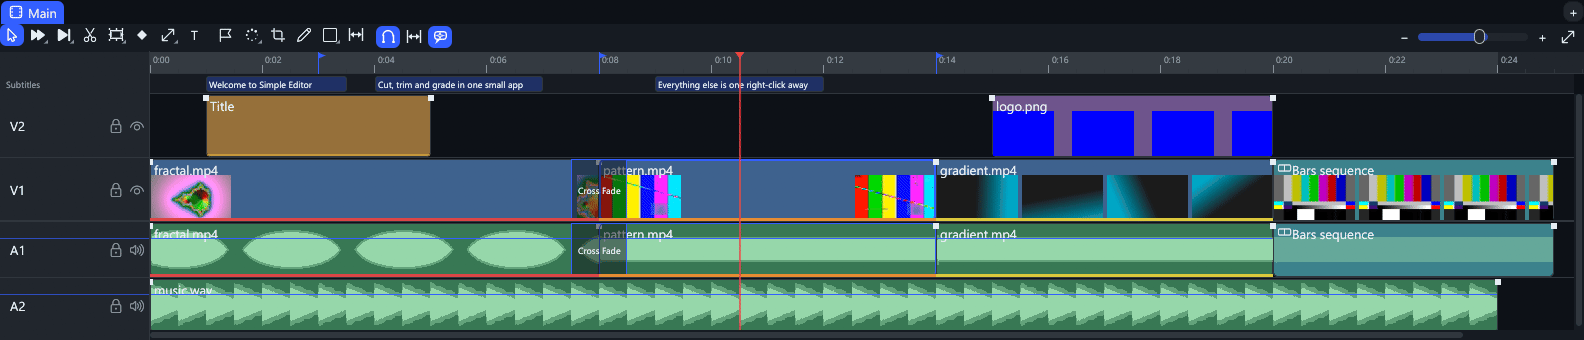 Main
0:00 0:02 0:04 0:06 0:08 0:10 0:12 0:14 0:16 0:18 0:20 0:22 0:24
Subtitles Welcome to Simple Editor Cut, trim and grade in one small app Everything else is one right-click away
V2 Title logo.png
V1 fractal.mp4 Cross Fade pattern.mp4 gradient.mp4 Bars sequence
A1 fractal.mp4 Cross Fade pattern.mp4 gradient.mp4 Bars sequence
A2 music.wav